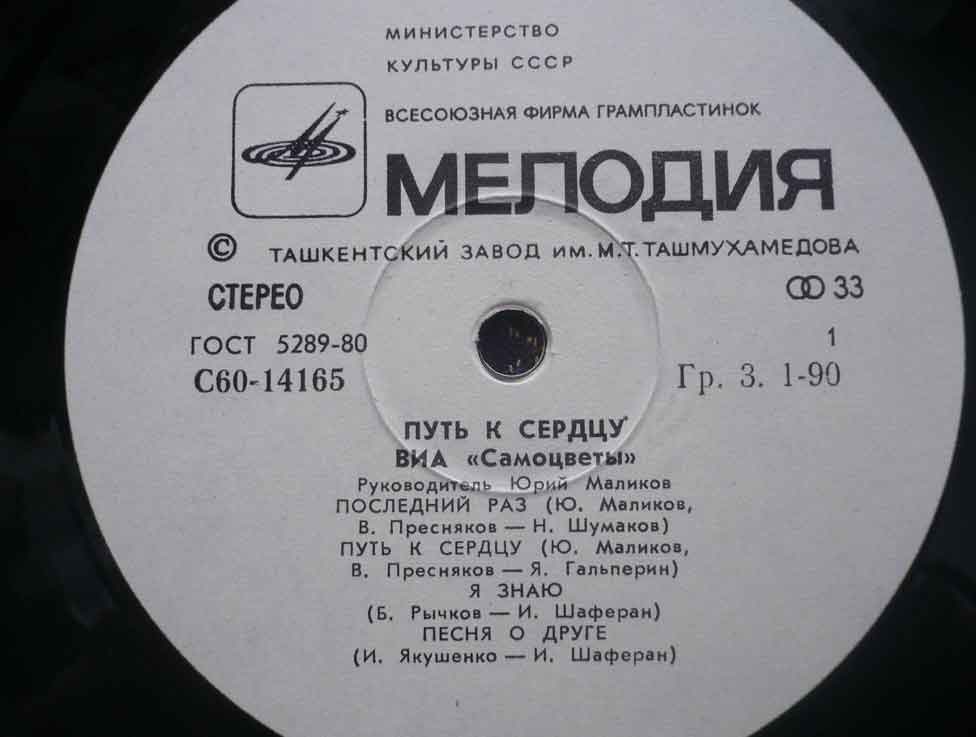 МИНИСТЕРСТВО
КУЛЬТУРЫ СССР
ВСЕСОЮЗНАЯ ФИРМА ГРАМПЛАСТИНОК
МЕЛОДИЯ
© ТАШКЕНТСКИЙ ЗАВОД ИМ. М.Т. ТАШМУХАМЕДОВА
СТЕРЕО
33
ГОСТ 5289-80
1
С60-14165
Гр. 3. 1-90
ПУТЬ К СЕРДЦУ
ВИА «Самоцветы»
Руководитель Юрий Маликов
ПОСЛЕДНИЙ РАЗ (Ю. Маликов,
В. Пресняков — Н. Шумаков)
ПУТЬ К СЕРДЦУ (Ю. Маликов,
В. Пресняков — Я. Гальперин)
Я ЗНАЮ
(Б. Рычков — И. Шаферан)
ПЕСНЯ О ДРУГЕ
(И. Якушенко — И. Шаферан)